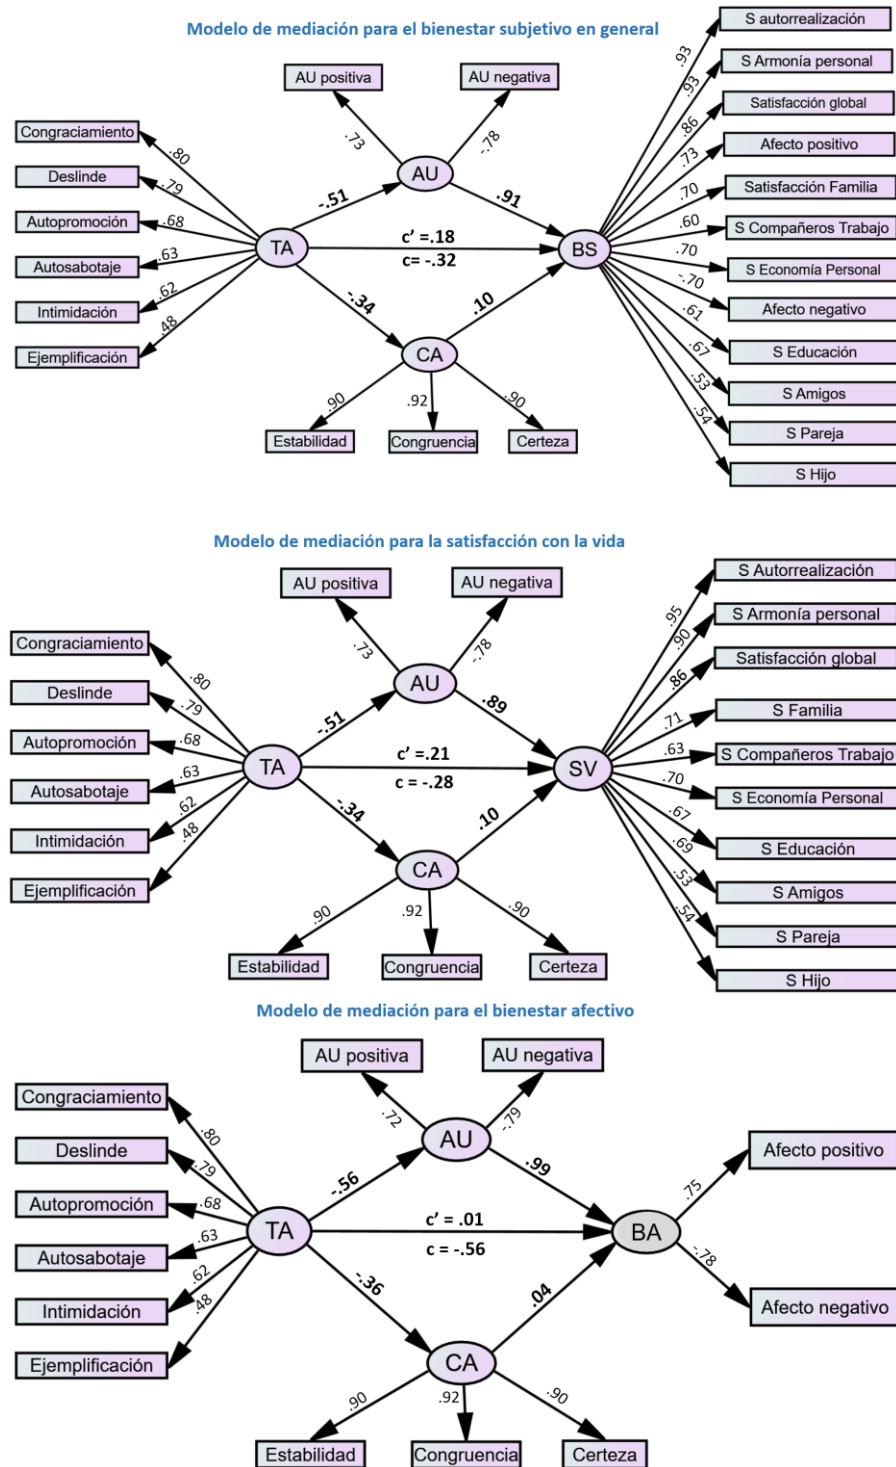 Modelo de mediación para el bienestar subjetivo en general
AU positiva
AU negativa
.73
-.78
AU
Congraciamiento
Deslinde
Autopromoción
Autosabotaje
Intimidación
Ejemplificación
.80
.79
.68
.63
.62
.48
TA
-.51
.91
c' =.18
c= -.32
-.34
.10
BS
CA
.90
.92
.90
Estabilidad
Congruencia
Certeza
.93
.93
.86
.73
.70
.60
.70
-.70
.61
.67
.53
.54
S autorrealización
S Armonía personal
Satisfacción global
Afecto positivo
Satisfacción Familia
S Compañeros Trabajo
S Economía Personal
Afecto negativo
S Educación
S Amigos
S Pareja
S Hijo
Modelo de mediación para la satisfacción con la vida
AU positiva
AU negativa
.73
-.78
AU
Congraciamiento
Deslinde
Autopromoción
Autosabotaje
Intimidación
Ejemplificación
.80
.79
.68
.63
.62
.48
TA
-.51
.89
c' =.21
c = -.28
-.34
.10
SV
CA
.90
.92
.90
Estabilidad
Congruencia
Certeza
.95
.90
.86
.71
.63
.70
.67
.69
.53
.54
S Autorrealización
S Armonía personal
Satisfacción global
S Familia
S Compañeros Trabajo
S Economía Personal
S Educación
S Amigos
S Pareja
S Hijo
Modelo de mediación para el bienestar afectivo
AU positiva
AU negativa
.72
-.79
AU
Congraciamiento
Deslinde
Autopromoción
Autosabotaje
Intimidación
Ejemplificación
.80
.79
.68
.63
.62
.48
TA
-.56
.99
c' = .01
c = -.56
-.36
.04
BA
.75
-.78
Afecto positivo
Afecto negativo
CA
.90
.92
.90
Estabilidad
Congruencia
Certeza